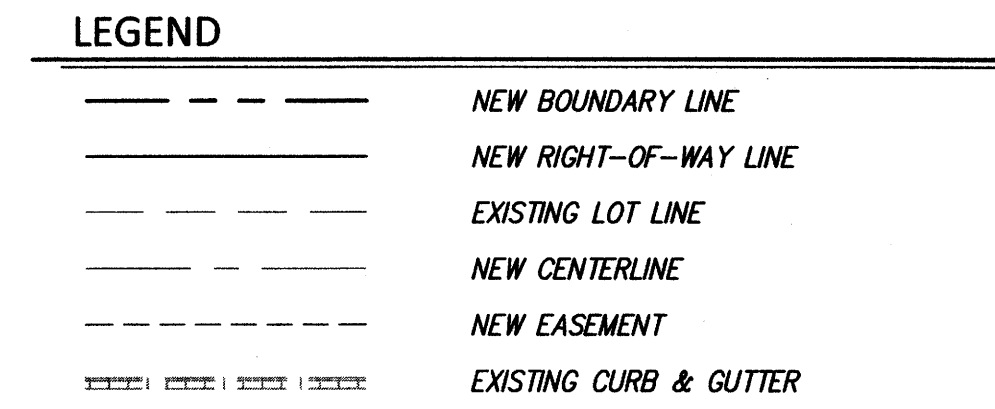 LEGEND
NEW BOUNDARY LINE
NEW RIGHT-OF-WAY LINE
EXISTING LOT LINE
NEW CENTERLINE
NEW EASEMENT
EXISTING CURB & GUTTER